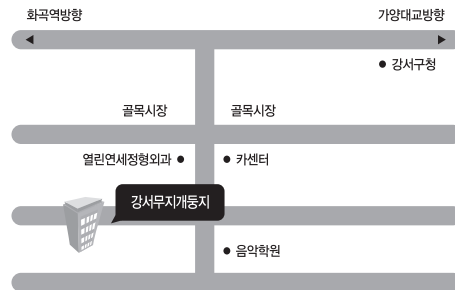 화곡역방향
가양대교방향
강서구청
골목시장
골목시장
열린연세정형외과
카센터
강서무지개둥지
음악학원